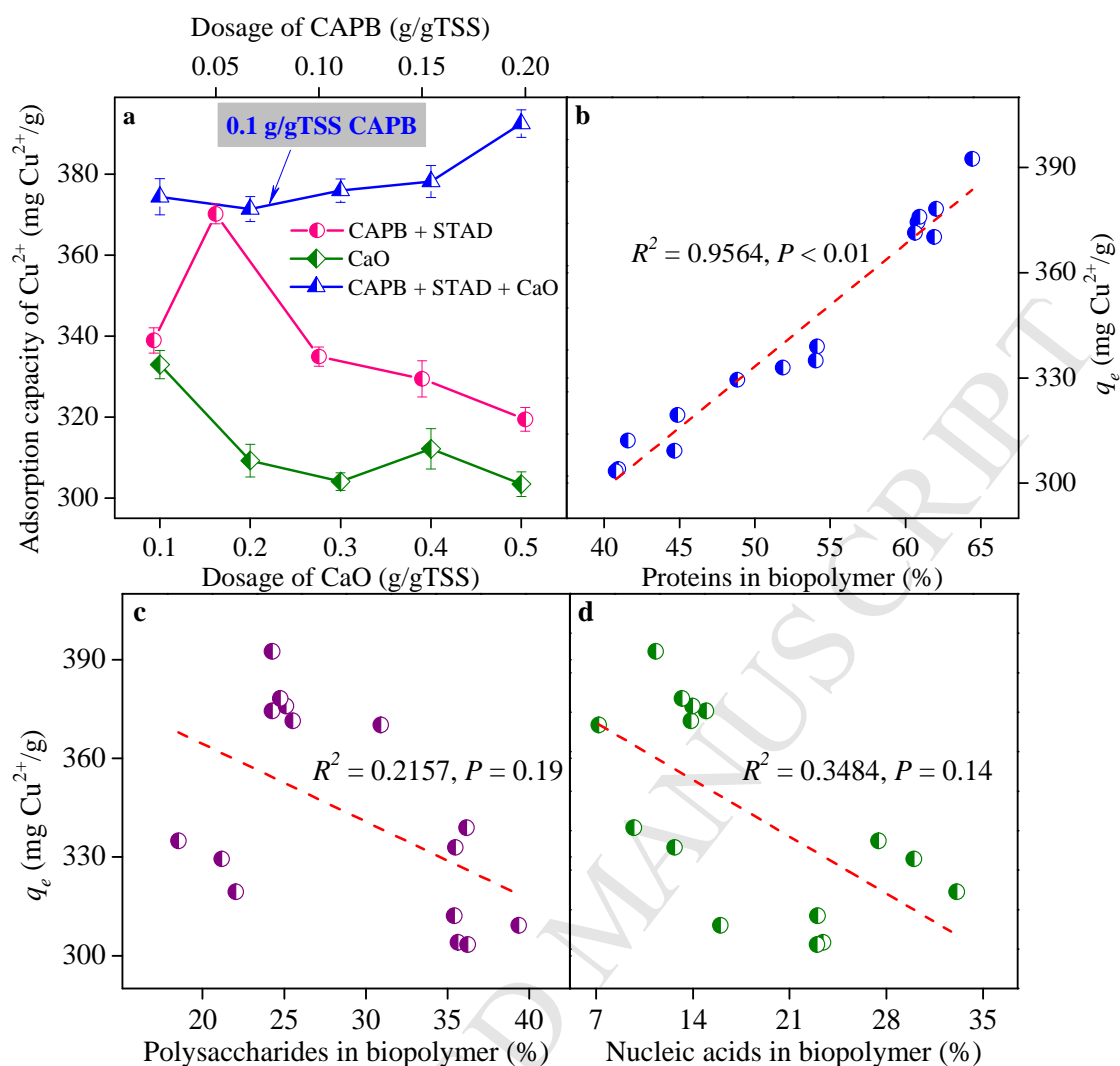 Dosage of CAPB (g/gTSS)
0.05 0.10 0.15 0.20
a
0.1 g/gTSS CAPB
CAPB + STAD
CaO
CAPB + STAD + CaO
Adsorption capacity of Cu²⁺ (mg Cu²⁺/g)
380
360
340
320
300
0.1 0.2 0.3 0.4 0.5
Dosage of CaO (g/gTSS)
b
R² = 0.9564, P < 0.01
390
360
330
300
qₑ (mg Cu²⁺/g)
40 45 50 55 60 65
Proteins in biopolymer (%)
c
R² = 0.2157, P = 0.19
390
360
330
300
qₑ (mg Cu²⁺/g)
20 25 30 35 40
Polysaccharides in biopolymer (%)
d
R² = 0.3484, P = 0.14
7 14 21 28 35
Nucleic acids in biopolymer (%)
D MANUSCRIPT